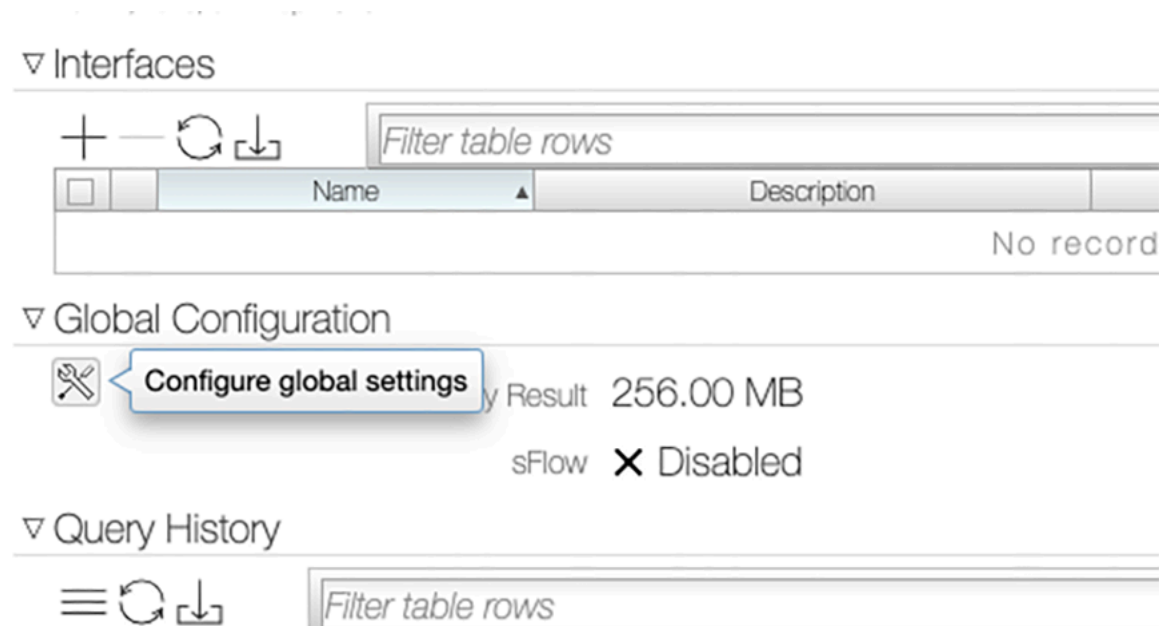 Interfaces
Filter table rows
Name Description
No record
Global Configuration
Configure global settings
y Result 256.00 MB
sFlow Disabled
Query History
Filter table rows